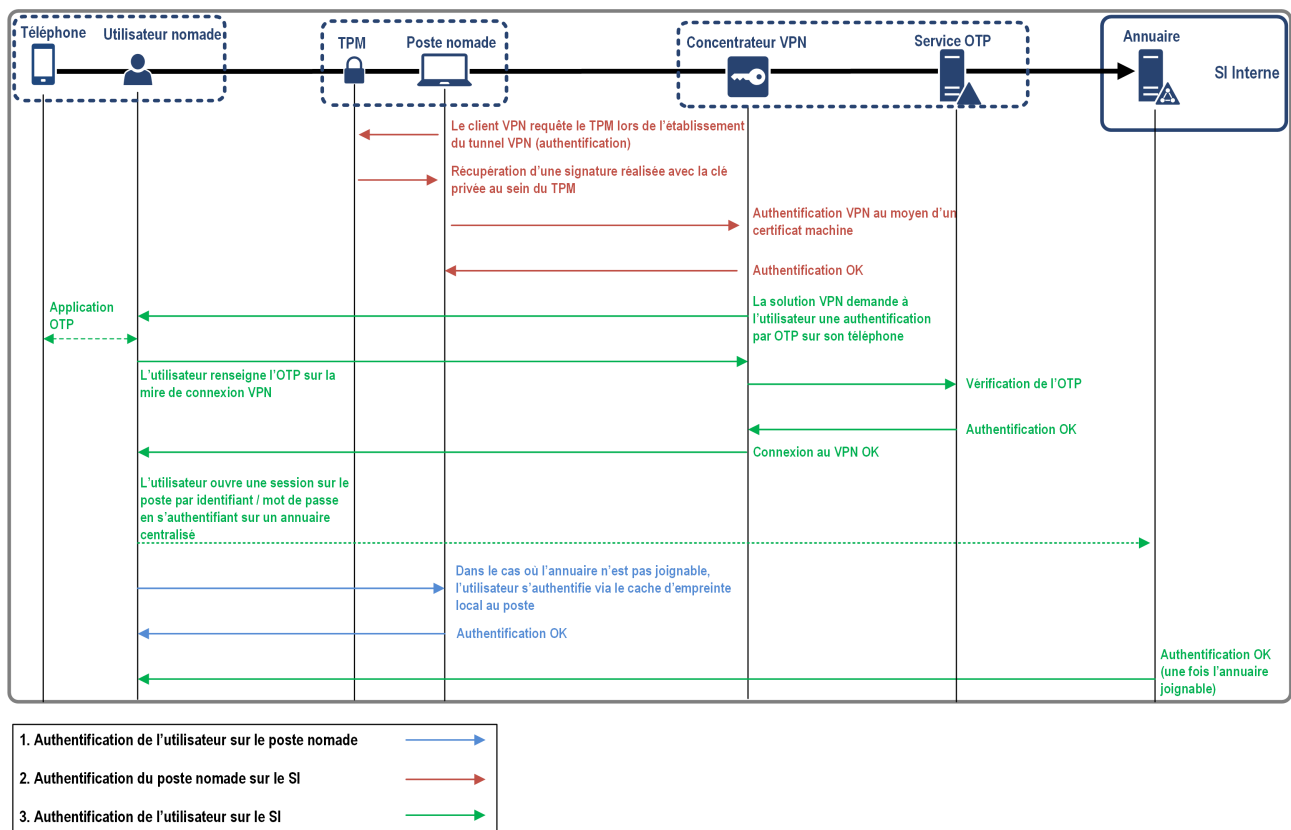 Téléphone
Utilisateur nomade
TPM
Poste nomade
Concentrateur VPN
Service OTP
Annuaire
SI Interne
Le client VPN requête le TPM lors de l'établissement
du tunnel VPN (authentification)
Récupération d'une signature réalisée avec la clé
privée au sein du TPM
Authentification VPN au moyen d'un
certificat machine
Authentification OK
Application
OTP
La solution VPN demande à
l'utilisateur une authentification
par OTP sur son téléphone
L'utilisateur renseigne l'OTP sur la
mire de connexion VPN
Vérification de l'OTP
Authentification OK
Connexion au VPN OK
L'utilisateur ouvre une session sur le
poste par identifiant / mot de passe
en s'authentifiant sur un annuaire
centralisé
Dans le cas où l'annuaire n'est pas joignable,
l'utilisateur s'authentifie via le cache d'empreinte
local au poste
Authentification OK
Authentification OK
(une fois l'annuaire
joignable)
1. Authentification de l'utilisateur sur le poste nomade
2. Authentification du poste nomade sur le SI
3. Authentification de l'utilisateur sur le SI